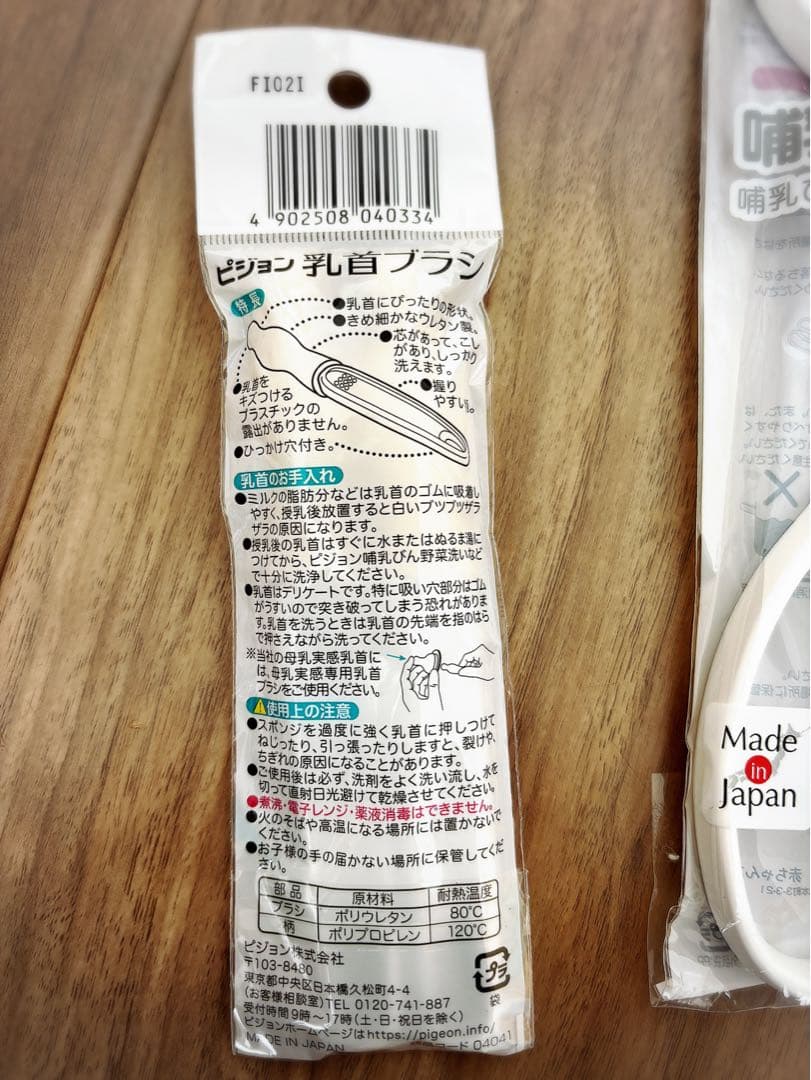 FI02I
4 902508 040334
ピジョン 乳首ブラシ
特長
●乳首にぴったりの形状。
●きめ細かなウレタン製。
●芯があって、こし
があり、しっかり
洗えます。
●握り
やすい。
●乳首を
キズつける
プラスチックの
露出がありません。
●ひっかけ穴付き。
乳首のお手入れ
●ミルクの脂肪分などは乳首のゴムに吸着し
やすく、授乳後放置すると白いブツブツザラ
ザラの原因になります。
●授乳後の乳首はすぐに水またはぬるま湯に
つけてから、ピジョン哺乳びん野菜洗いなど
で十分に洗浄してください。
●乳首はデリケートです。特に吸い穴部分はゴム
がうすいので突き破ってしまう恐れがありま
す。乳首を洗うときは乳首の先端を指のはら
で押さえながら洗ってください。
※当社の母乳実感乳首に
は、母乳実感専用乳首
ブラシをご使用ください。
使用上の注意
●スポンジを過度に強く乳首に押しつけて
ねじったり、引っ張ったりしますと、裂けや、
ちぎれの原因になることがあります。
●ご使用後は必ず、洗剤をよく洗い流し、水を
切って直射日光避けて乾燥させてください。
●煮沸・電子レンジ・薬液消毒はできません。
●火のそばや高温になる場所には置かないで
ください。
●お子様の手の届かない場所に保管してくだ
さい。
部品 原材料 耐熱温度
ブラシ ポリウレタン 80℃
柄 ポリプロピレン 120℃
ピジョン株式会社
〒103-8480
東京都中央区日本橋久松町4-4
(お客様相談室)TEL 0120-741-887
受付時間9時～17時(土・日・祝日を除く)
ピジョンホームページはhttps://pigeon.info/
MADE IN JAPAN コード 04041
プラ
袋
哺乳
哺乳び
Made
in
Japan
赤ちゃん